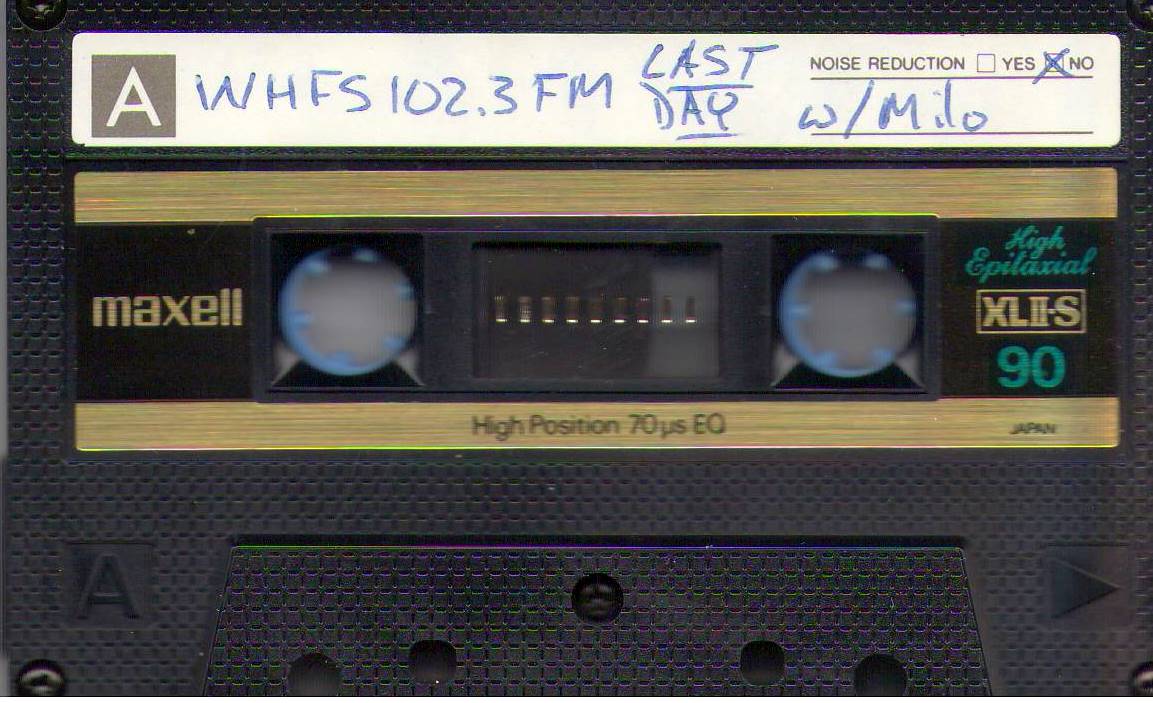 A WHFS 102.3 FM LAST DAY w/Milo
NOISE REDUCTION YES NO
maxell
High Epitaxial
XLII-S
90
High Position 70µs EQ
JAPAN
A